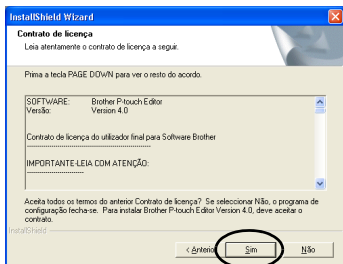 InstallShield Wizard
Contrato de licença
Leia atentamente o contrato de licença a seguir.
Prima a tecla PAGE DOWN para ver o resto do acordo.
SOFTWARE: Brother P-touch Editor
Versão: Version 4.0
Contrato de licença do utilizador final para Software Brother
----------------------------------------------------
IMPORTANTE-LEIA COM ATENÇÃO:
------------------------
Aceita todos os termos do anterior Contrato de licença? Se seleccionar Não, o programa de
configuração fecha-se. Para instalar Brother P-touch Editor Version 4.0, deve aceitar o
contrato.
InstallShield
< Anterior
Sim
Não